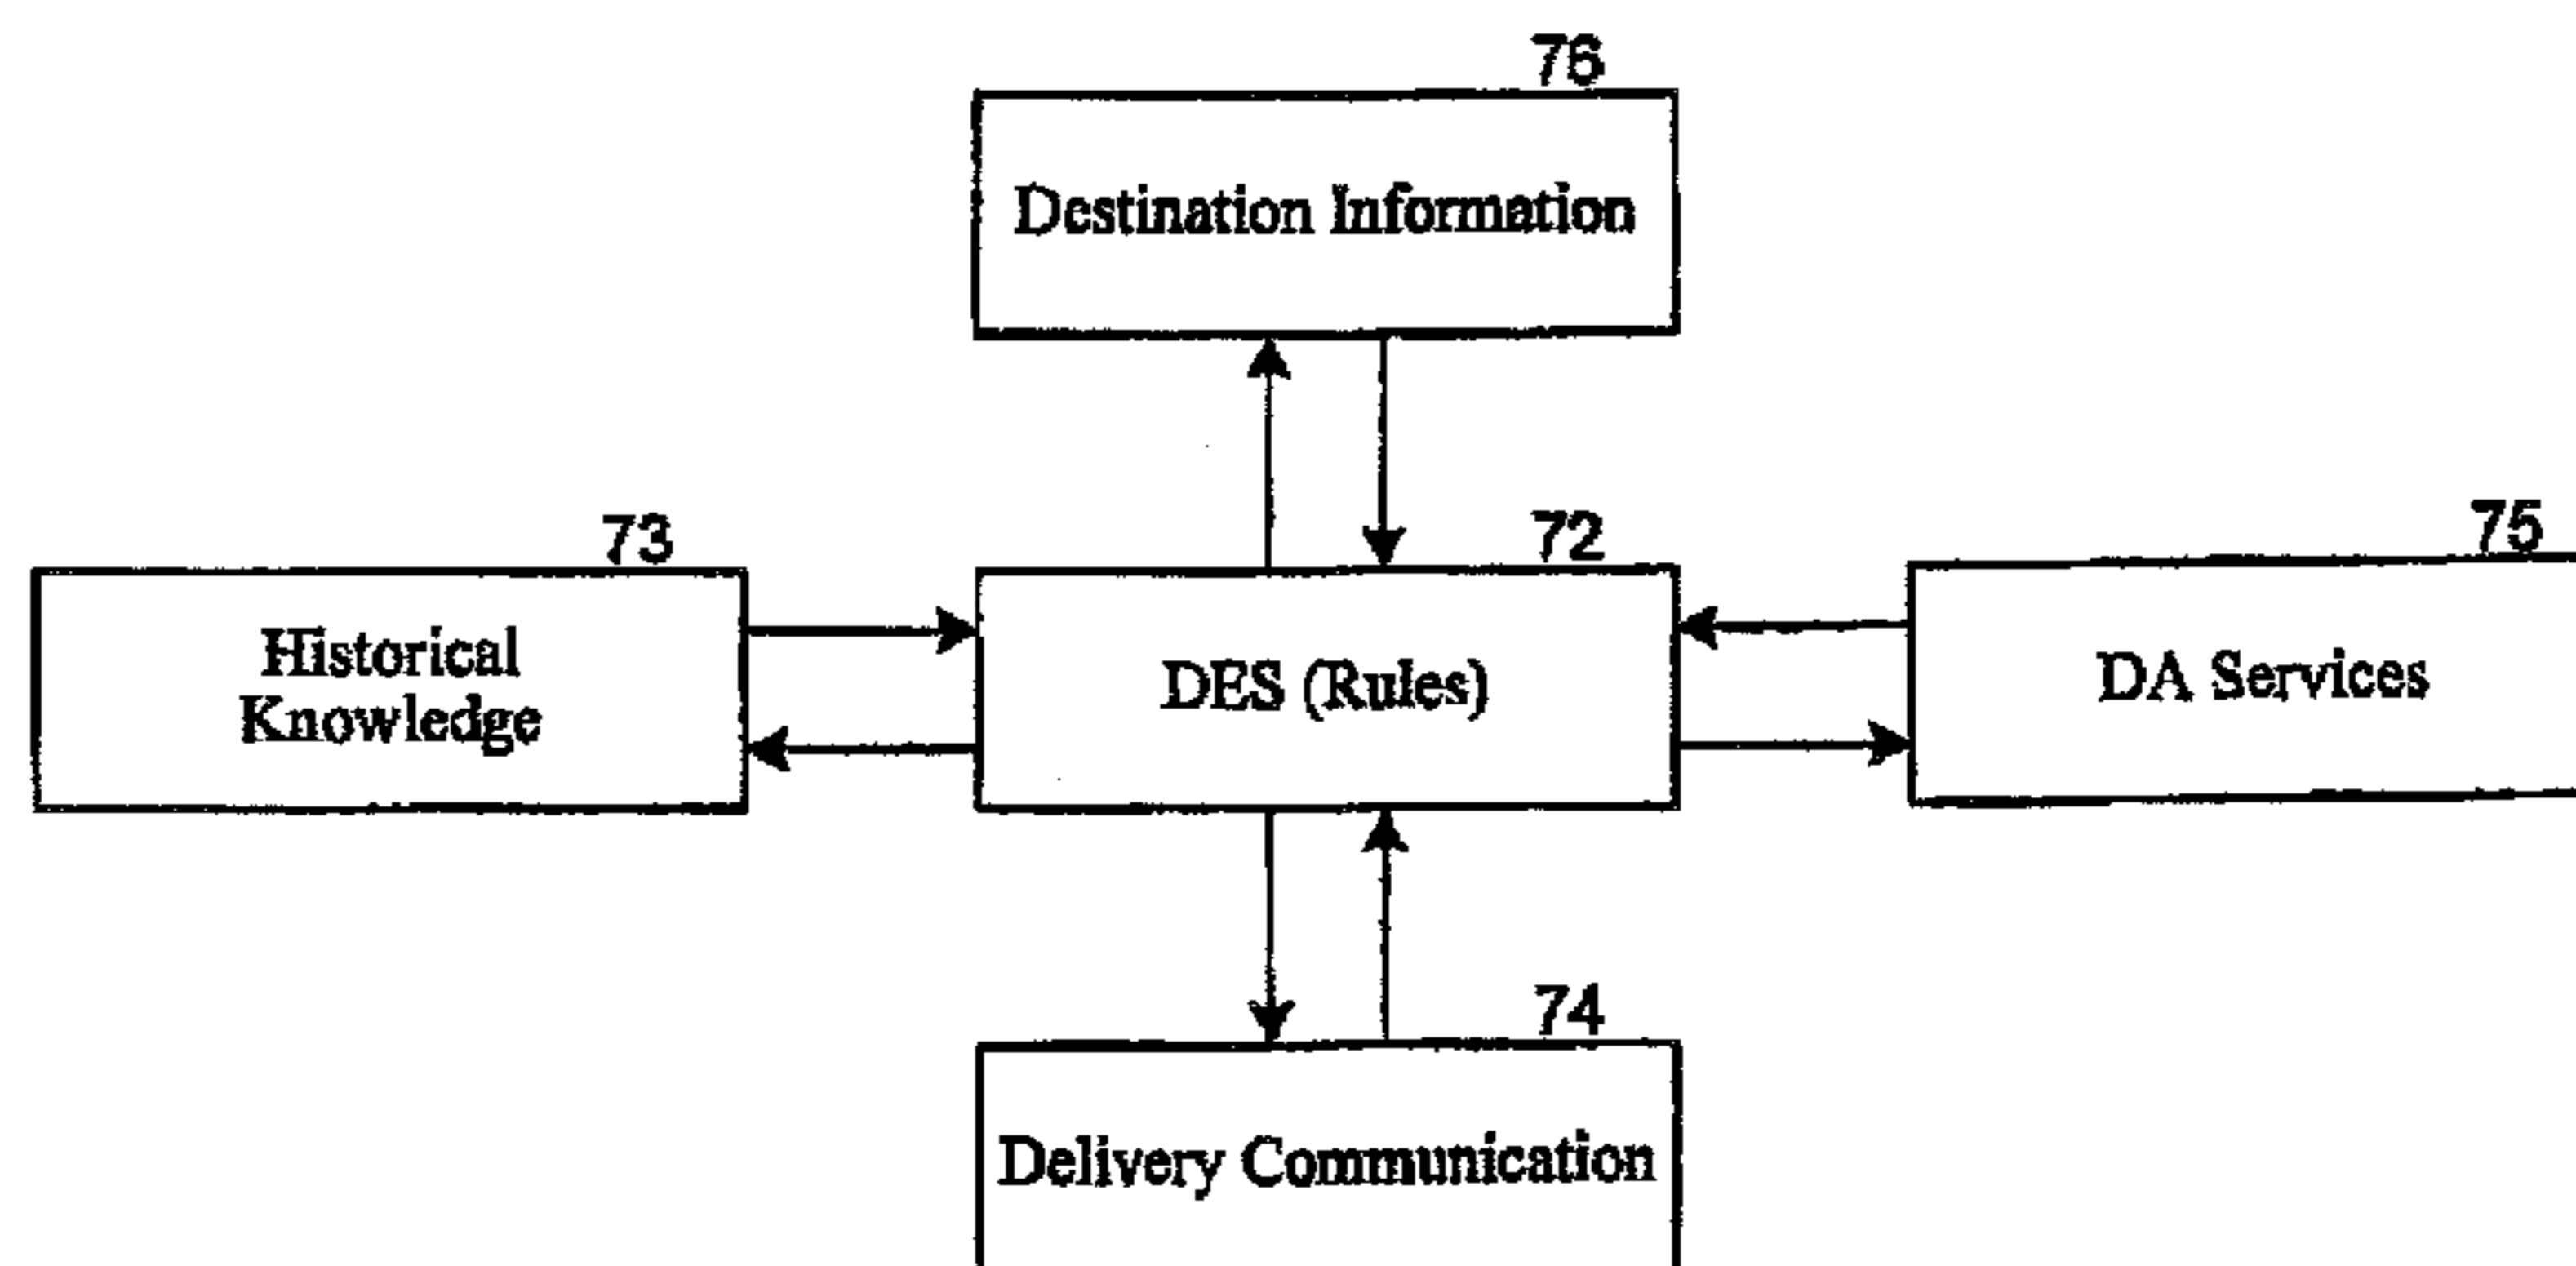 76
Destination Information
73
72
75
Historical
Knowledge
DES (Rules)
DA Services
74
Delivery Communication